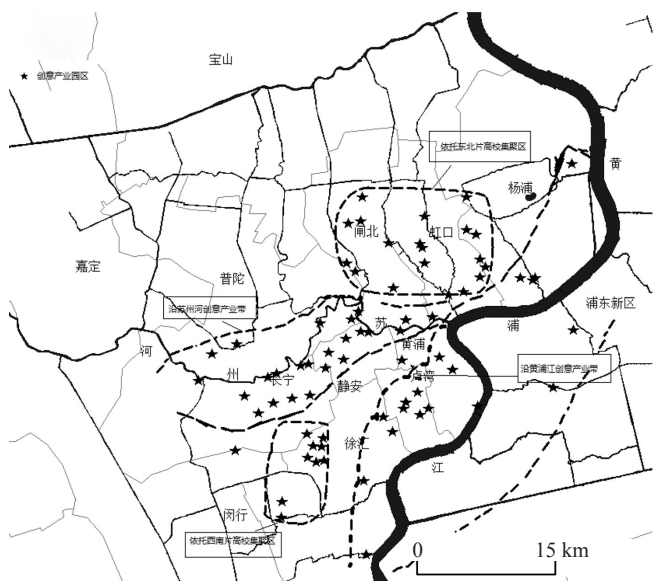 宝山
★ 创意产业园区
依托东北片高校集聚区
黄
杨浦
闸北
虹口
嘉定
普陀
浦东新区
沿苏州河创意产业带
苏
浦
河
黄浦
州
长宁
静安
卢湾
沿黄浦江创意产业带
徐汇
江
闵行
依托西南片高校集聚区
0 15 km